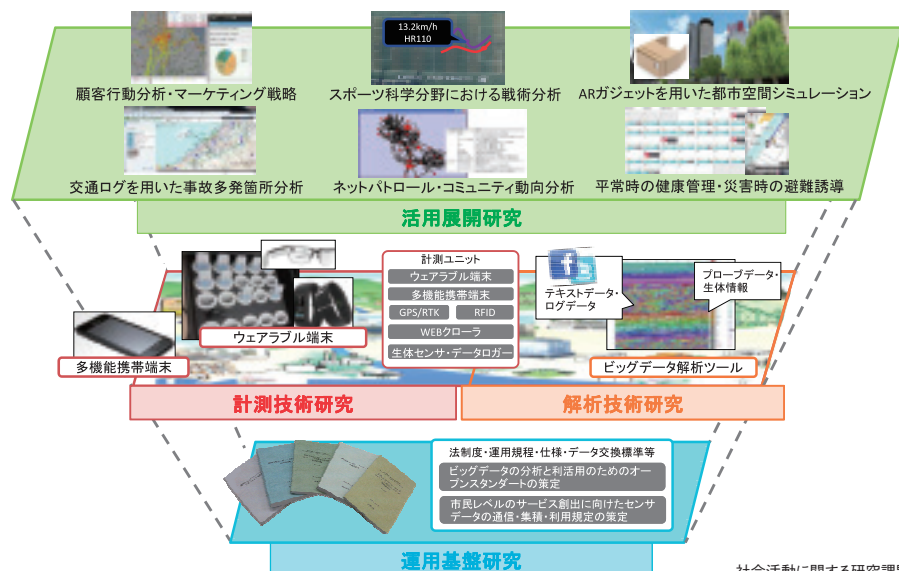 13.2km/h
HR110
顧客行動分析・マーケティング戦略
スポーツ科学分野における戦術分析
ARガジェットを用いた都市空間シミュレーション
交通ログを用いた事故多発箇所分析
ネットパトロール・コミュニティ動向分析
平常時の健康管理・災害時の避難誘導
活用展開研究
計測ユニット
ウェアラブル端末
多機能携帯端末
GPS/RTK
RFID
WEBクローラ
生体センサ・データロガー
テキストデータ・
ログデータ
プローブデータ・
生体情報
ウェアラブル端末
多機能携帯端末
ビッグデータ解析ツール
計測技術研究
解析技術研究
法制度・運用規程・仕様・データ交換標準等
ビッグデータの分析と利活用のためのオー
プンスタンダートの策定
市民レベルのサービス創出に向けたセンサ
データの通信・集積・利用規定の策定
運用基盤研究